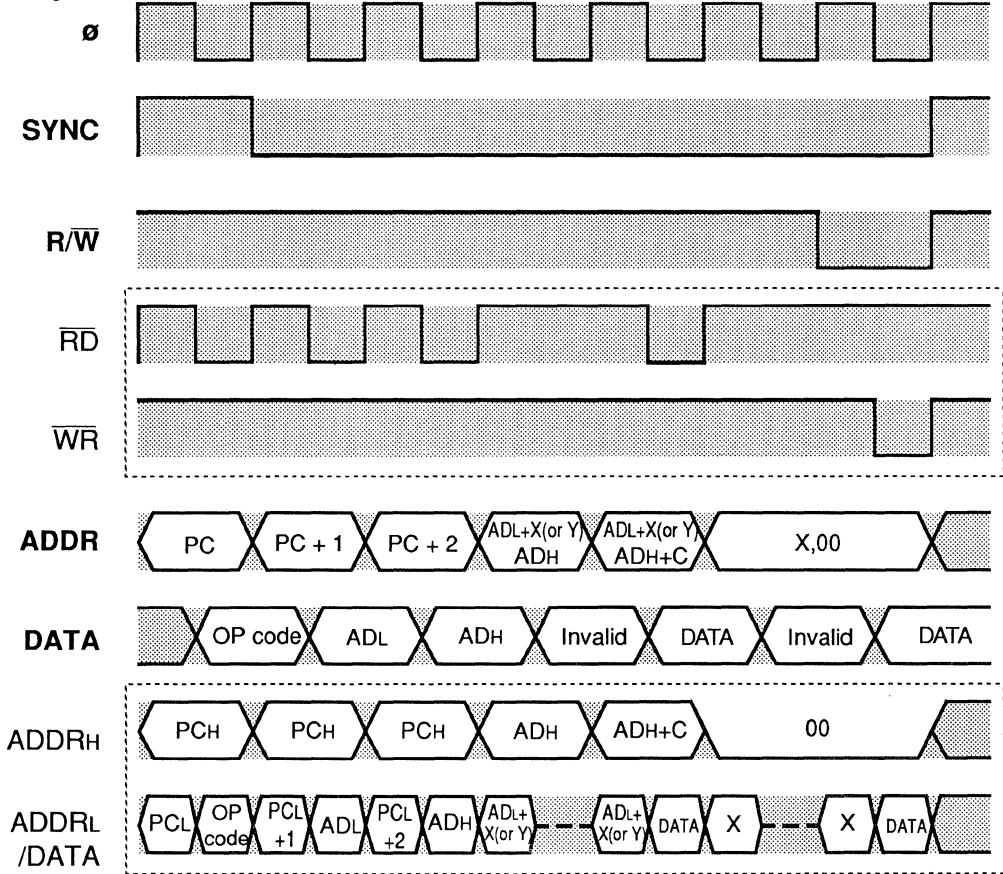 ø
SYNC
R/W̅
R̅D̅
W̅R̅
ADDR PC PC + 1 PC + 2 ADL+X(or Y) ADH ADL+X(or Y) ADH+C X,00
DATA OP code ADL ADH Invalid DATA Invalid DATA
ADDRH PCH PCH PCH ADH ADH+C 00
ADDRL /DATA PCL OP code PCL +1 ADL PCL +2 ADH ADL+ X(or Y) ADL+ X(or Y) DATA X X DATA